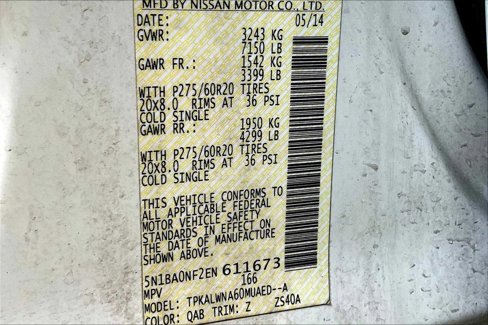 MFD BY NISSAN MOTOR CO., LTD.
DATE: 05/14
GVWR: 3243 KG
7150 LB
GAWR FR.: 1542 KG
3399 LB
WITH P275/60R20 TIRES
20x8.0 RIMS AT 36 PSI
COLD SINGLE
GAWR RR.: 1950 KG
4299 LB
WITH P275/60R20 TIRES
20x8.0 RIMS AT 36 PSI
COLD SINGLE
THIS VEHICLE CONFORMS TO
ALL APPLICABLE FEDERAL
MOTOR VEHICLE SAFETY
STANDARDS IN EFFECT ON
THE DATE OF MANUFACTURE
SHOWN ABOVE.
5N1BA0NF2EN 611673
MPV 166
MODEL: TPKALWNA60MUAED--A
COLOR: QAB TRIM: Z ZS40A